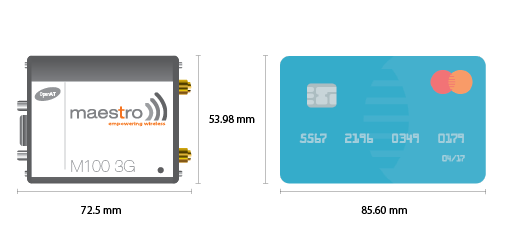 OpenAT
maestro
empowering wireless
M100 3G
53.98 mm
5567 2196 0349 0179
04/17
72.5 mm
85.60 mm